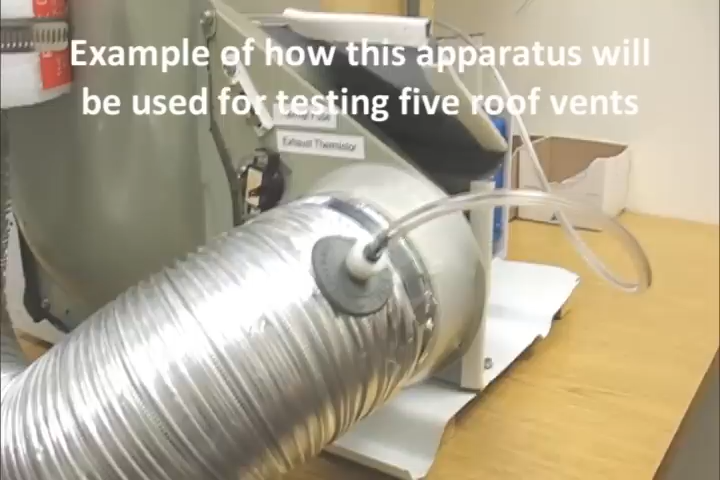 Example of how this apparatus will
be used for testing five roof vents
Exhaust Thermistor